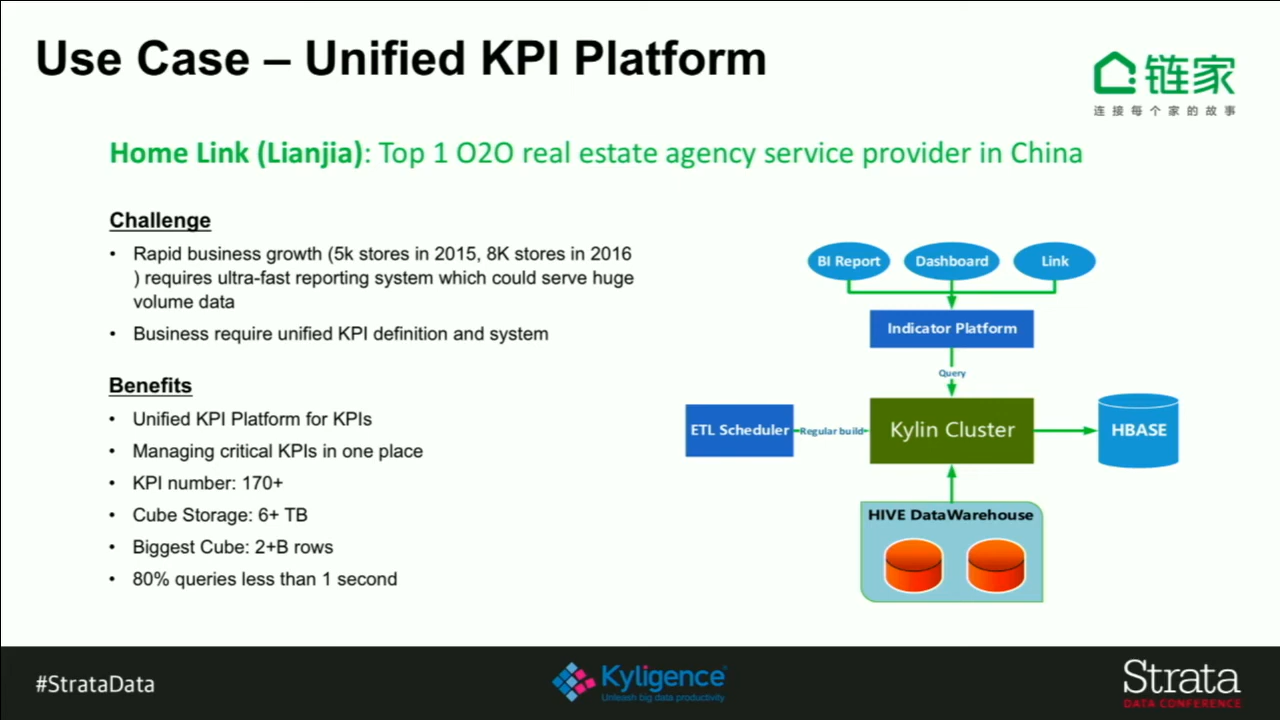 Use Case – Unified KPI Platform
链家
连接每个家的故事
Home Link (Lianjia): Top 1 O2O real estate agency service provider in China
Challenge
• Rapid business growth (5k stores in 2015, 8K stores in 2016
) requires ultra-fast reporting system which could serve huge
volume data
• Business require unified KPI definition and system
Benefits
• Unified KPI Platform for KPIs
• Managing critical KPIs in one place
• KPI number: 170+
• Cube Storage: 6+ TB
• Biggest Cube: 2+B rows
• 80% queries less than 1 second
BI Report
Dashboard
Link
Indicator Platform
Query
ETL Scheduler
Regular build
Kylin Cluster
HBASE
HIVE DataWarehouse
#StrataData
Kyligence
Unleash big data productivity
Strata
DATA CONFERENCE